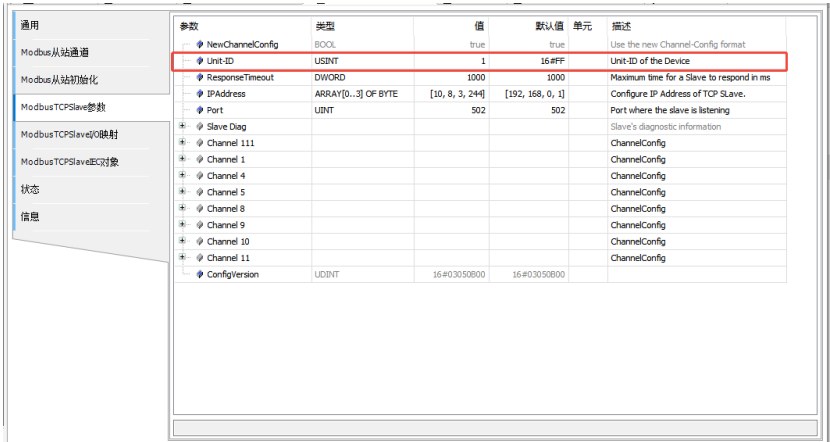 通用
Modbus从站通道
Modbus从站初始化
ModbusTCPSlave参数
ModbusTCPSlaveI/O映射
ModbusTCPSlaveIEC对象
状态
信息
参数 类型 值 默认值 单元 描述
NewChannelConfig BOOL true true Use the new Channel-Config format
Unit-ID USINT 1 16#FF Unit-ID of the Device
ResponseTimeout DWORD 1000 1000 Maximum time for a Slave to respond in ms
IPAddress ARRAY[0..3] OF BYTE [10, 8, 3, 244] [192, 168, 0, 1] Configure IP Address of TCP SLave.
Port UINT 502 502 Port where the slave is listening
Slave Diag Slave's diagnostic information
Channel 111 ChannelConfig
Channel 1 ChannelConfig
Channel 4 ChannelConfig
Channel 5 ChannelConfig
Channel 8 ChannelConfig
Channel 9 ChannelConfig
Channel 10 ChannelConfig
Channel 11 ChannelConfig
ConfigVersion UDINT 16#03050B00 16#03050B00